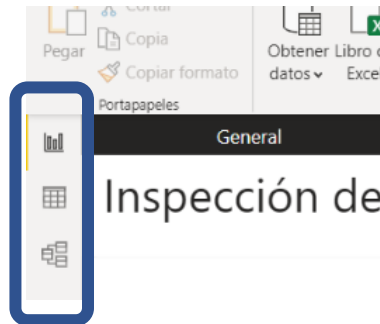 Cortar
Pegar
Copia
Copiar formato
Portapapeles
Obtener
datos
Libro
Exce
General
Inspección de